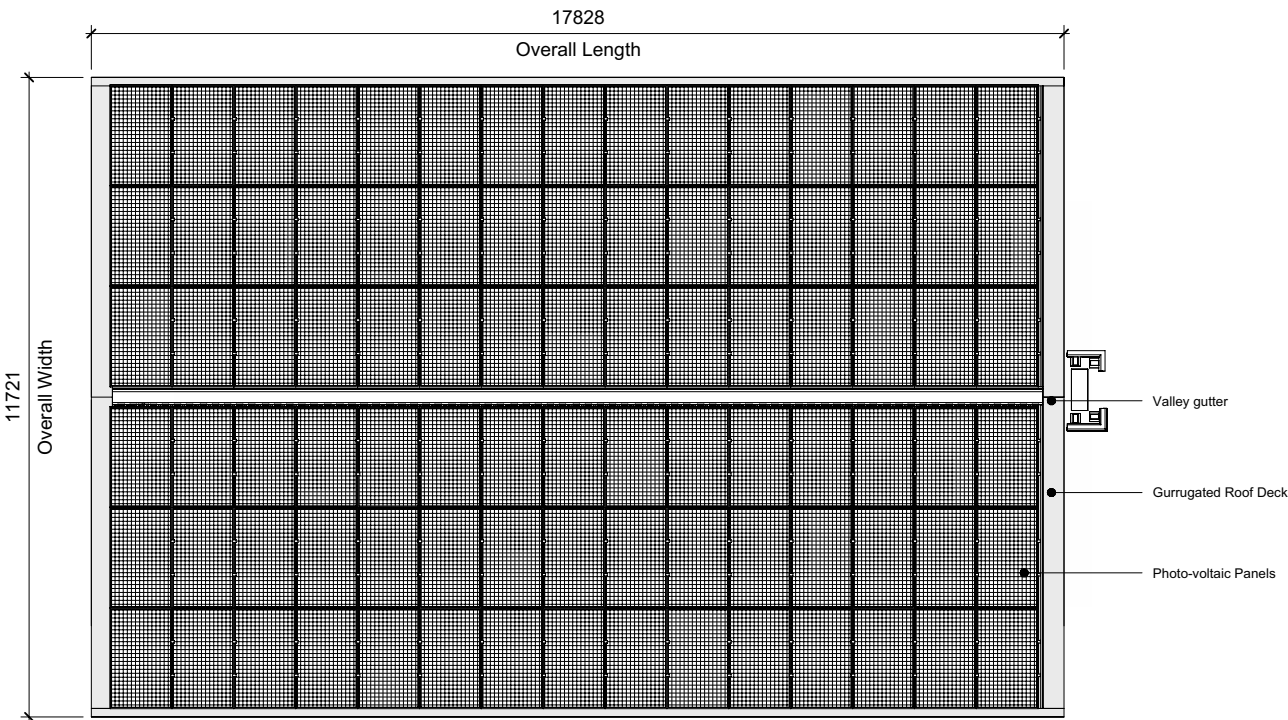 17828
Overall Length
11721
Overall Width
Valley gutter
Gurrugated Roof Deck
Photo-voltaic Panels